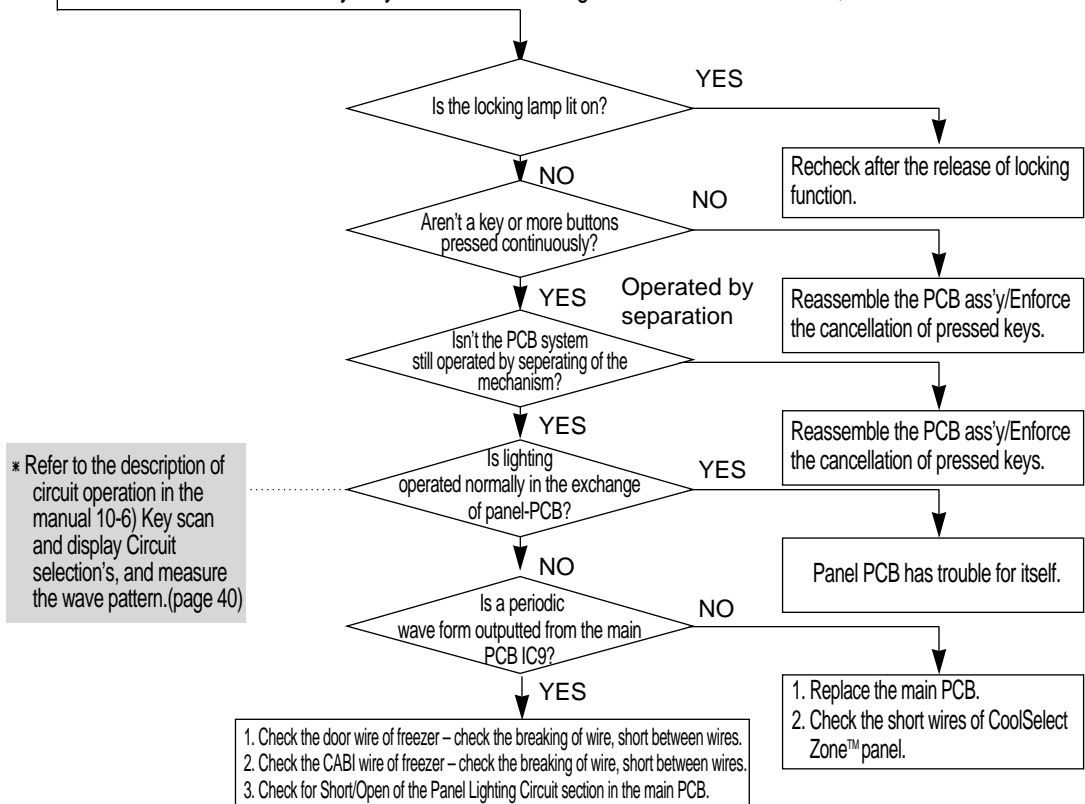 Is the locking lamp lit on?
YES
Recheck after the release of locking
function.
NO
Aren't a key or more buttons
pressed continuously?
NO
Reassemble the PCB ass'y/Enforce
the cancellation of pressed keys.
YES
Operated by
separation
Isn't the PCB system
still operated by seperating of the
mechanism?
Reassemble the PCB ass'y/Enforce
the cancellation of pressed keys.
YES
* Refer to the description of
circuit operation in the
manual 10-6) Key scan
and display Circuit
selection's, and measure
the wave pattern.(page 40)
Is lighting
operated normally in the exchange
of panel-PCB?
YES
Panel PCB has trouble for itself.
NO
Is a periodic
wave form outputted from the main
PCB IC9?
NO
1. Replace the main PCB.
2. Check the short wires of CoolSelect
Zone™ panel.
YES
1. Check the door wire of freezer – check the breaking of wire, short between wires.
2. Check the CABI wire of freezer – check the breaking of wire, short between wires.
3. Check for Short/Open of the Panel Lighting Circuit section in the main PCB.